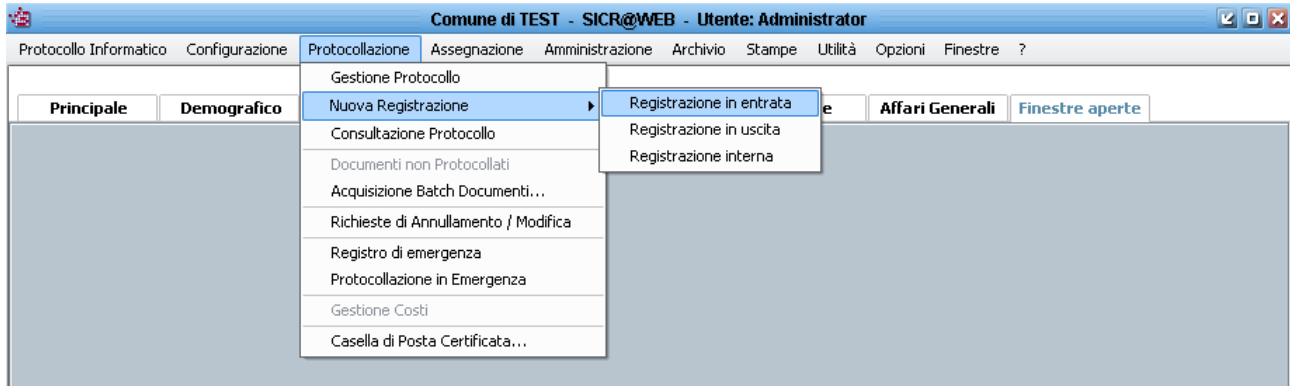 Comune di TEST - SICR@WEB - Utente: Administrator
Protocollo Informatico Configurazione Protocollazione Assegnazione Amministrazione Archivio Stampe Utilità Opzioni Finestre ?
Gestione Protocollo
Principale Demografico e Affari Generali Finestre aperte
Nuova Registrazione
Registrazione in entrata
Registrazione in uscita
Registrazione interna
Consultazione Protocollo
Documenti non Protocollati
Acquisizione Batch Documenti...
Richieste di Annullamento / Modifica
Registro di emergenza
Protocollazione in Emergenza
Gestione Costi
Casella di Posta Certificata...